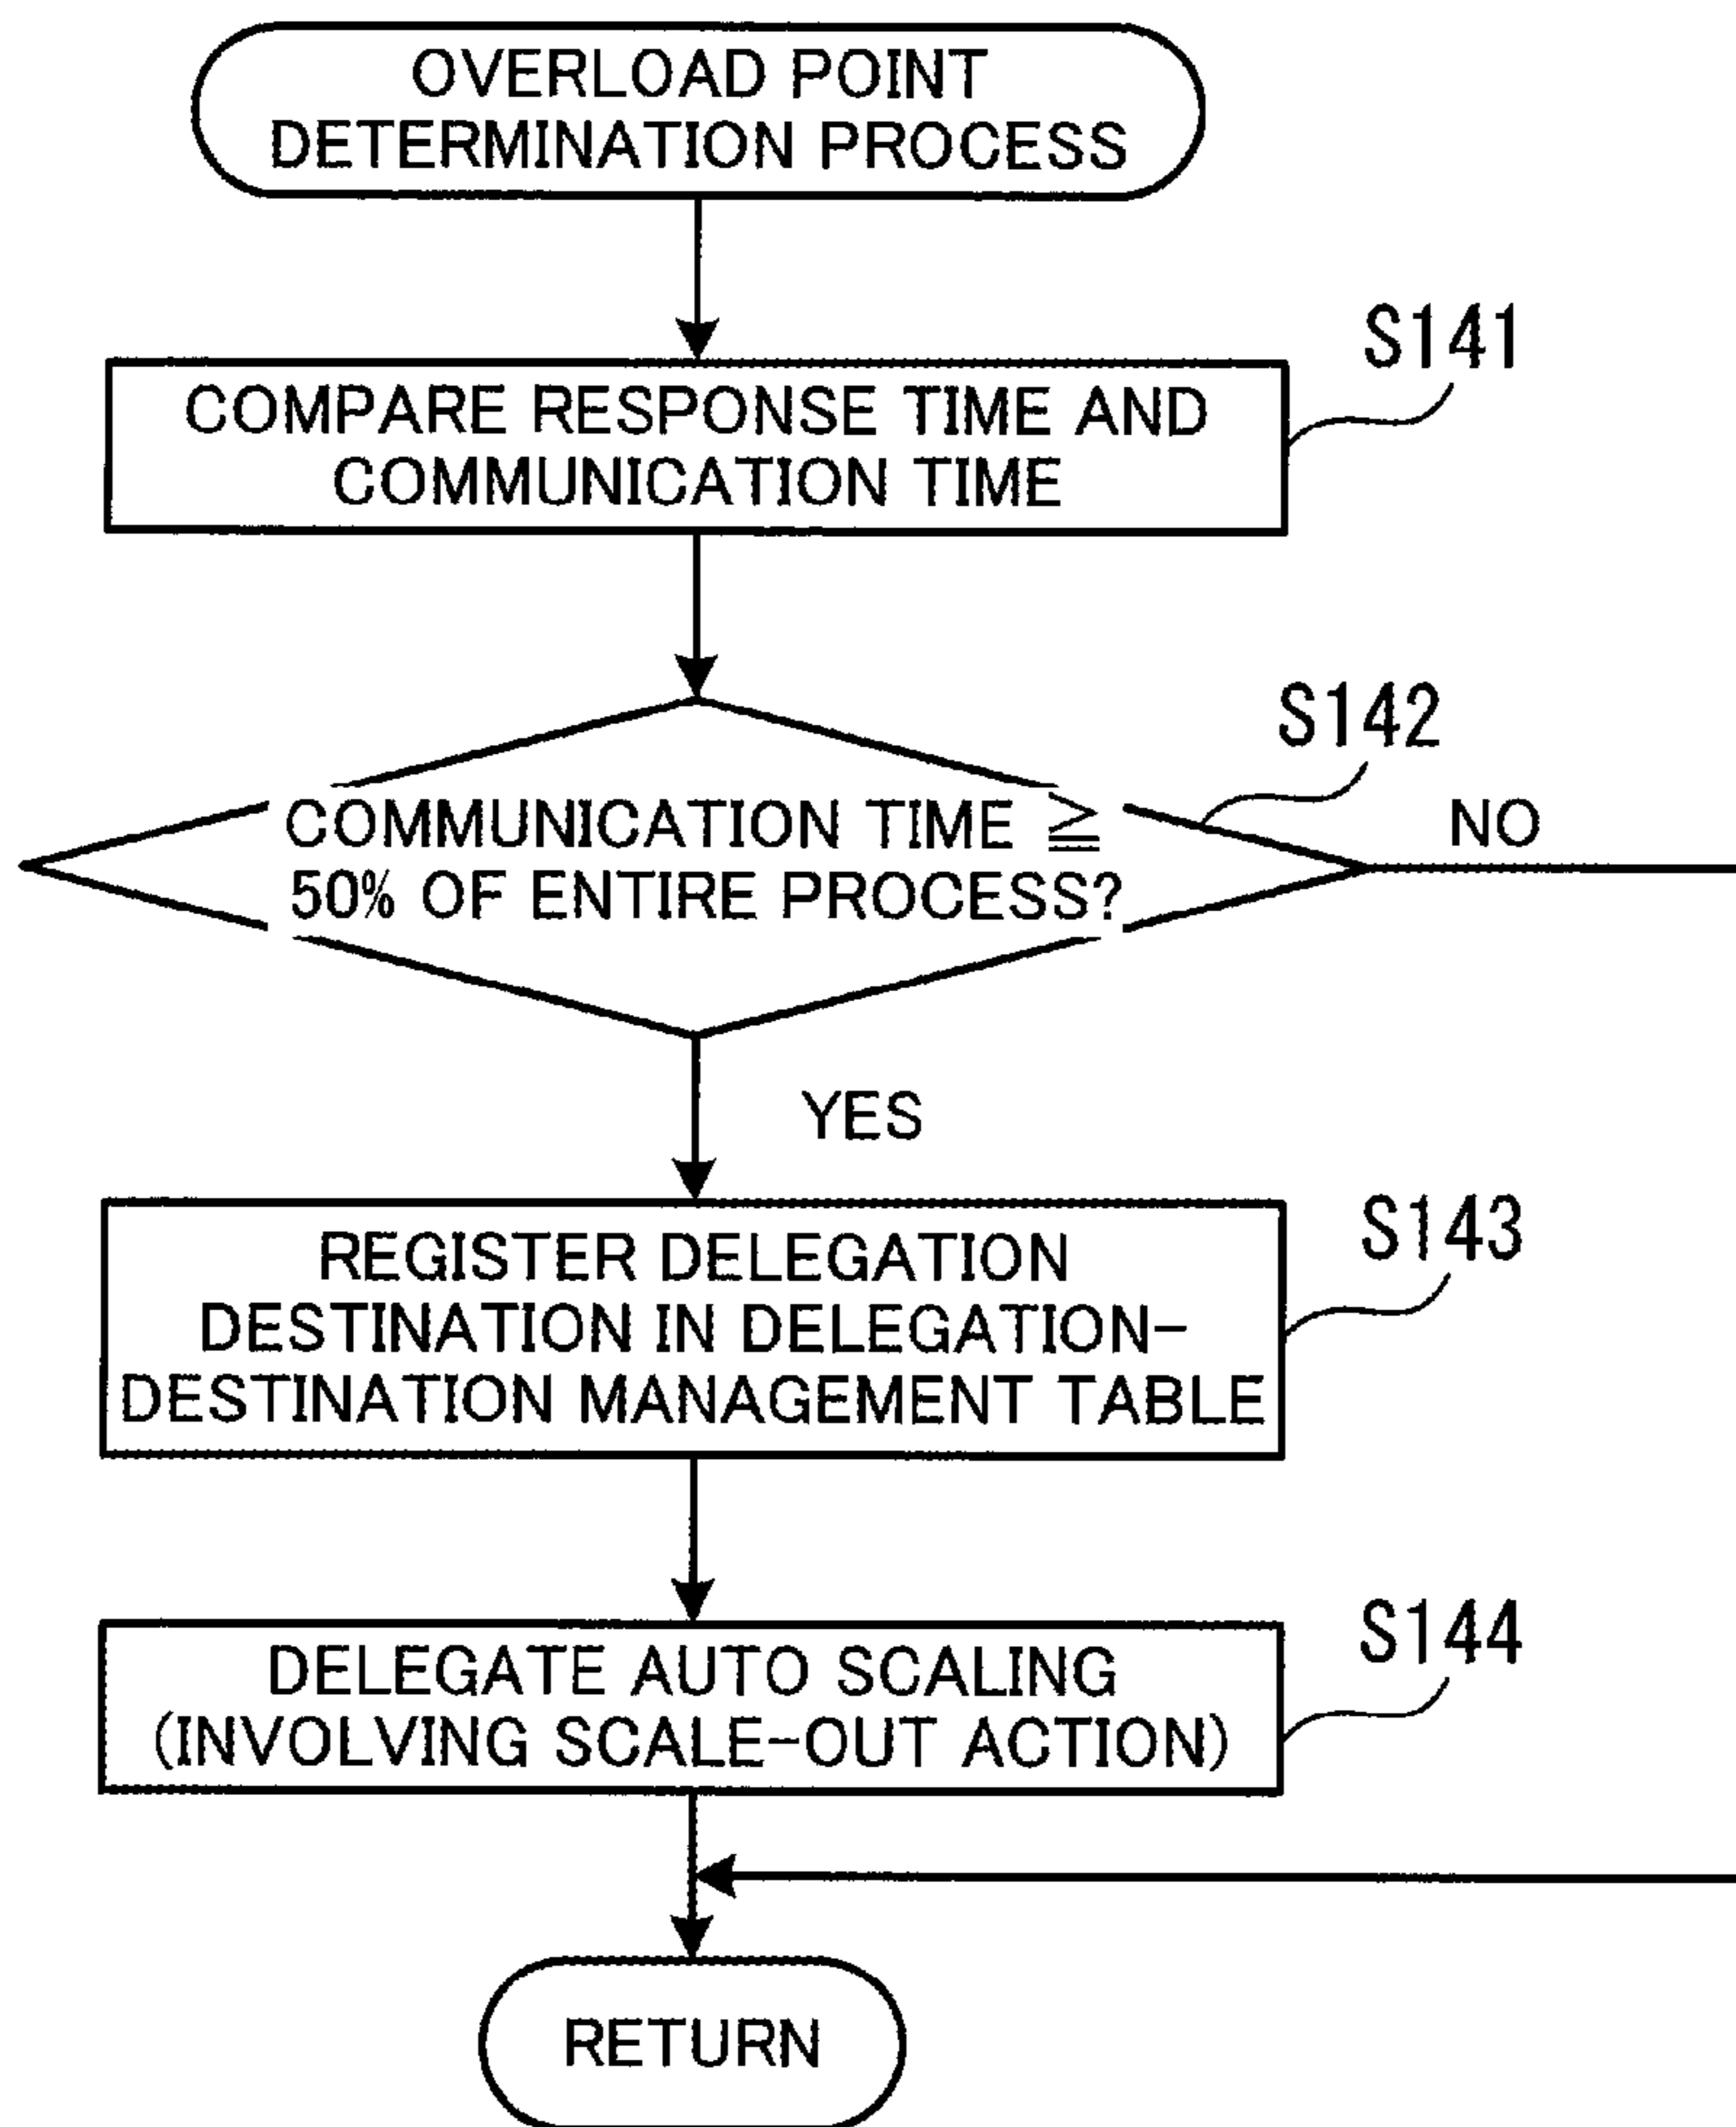 OVERLOAD POINT
DETERMINATION PROCESS
S141
COMPARE RESPONSE TIME AND
COMMUNICATION TIME
S142
COMMUNICATION TIME ≧
50% OF ENTIRE PROCESS?
NO
YES
S143
REGISTER DELEGATION
DESTINATION IN DELEGATION-
DESTINATION MANAGEMENT TABLE
S144
DELEGATE AUTO SCALING
(INVOLVING SCALE-OUT ACTION)
RETURN